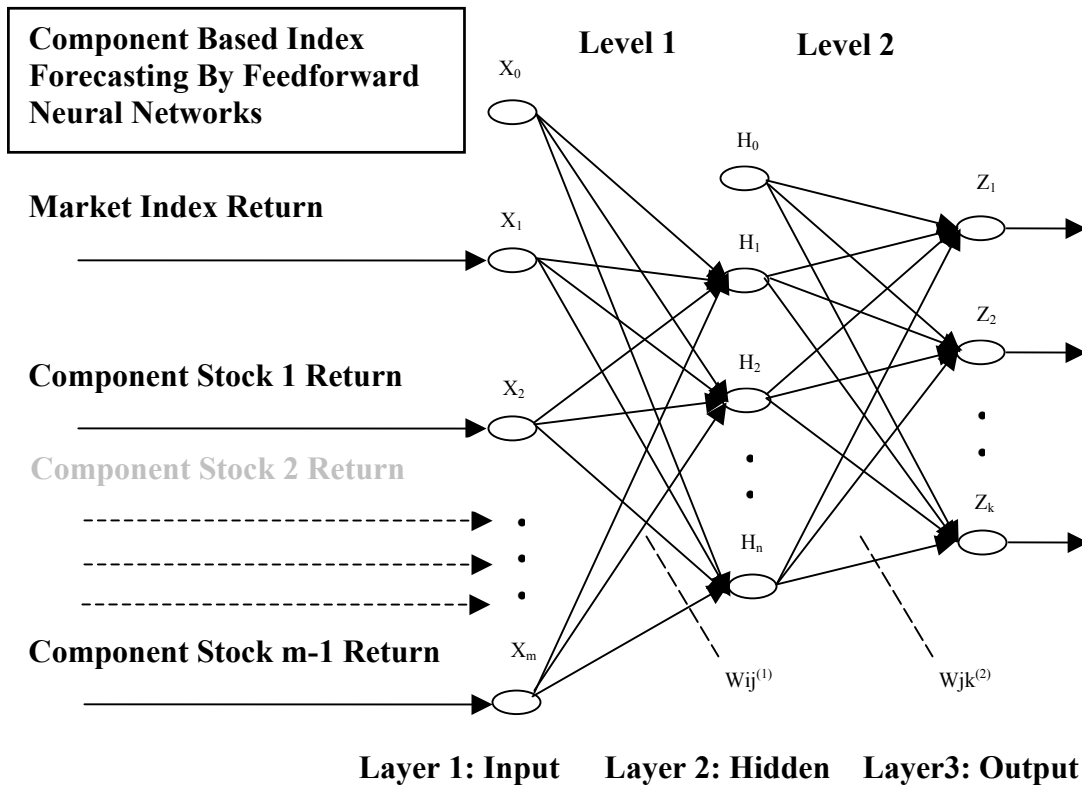 Component Based Index
Forecasting By Feedforward
Neural Networks
Level 1
Level 2
X₀
H₀
Z₁
Market Index Return
X₁
H₁
Z₂
Component Stock 1 Return
X₂
H₂
Component Stock 2 Return
Zₖ
Hₙ
Component Stock m-1 Return
Xₘ
Wij⁽¹⁾
Wjk⁽²⁾
Layer 1: Input
Layer 2: Hidden
Layer3: Output